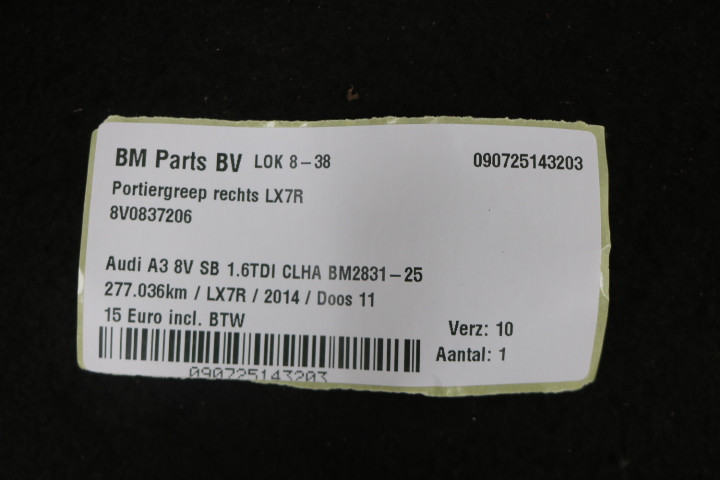 BM Parts BV LOK 8-38 090725143203
Portiergreep rechts LX7R
8V0837206
Audi A3 8V SB 1.6TDI CLHA BM2831-25
277.036km / LX7R / 2014 / Doos 11
15 Euro incl. BTW
Verz: 10
Aantal: 1
090725143203